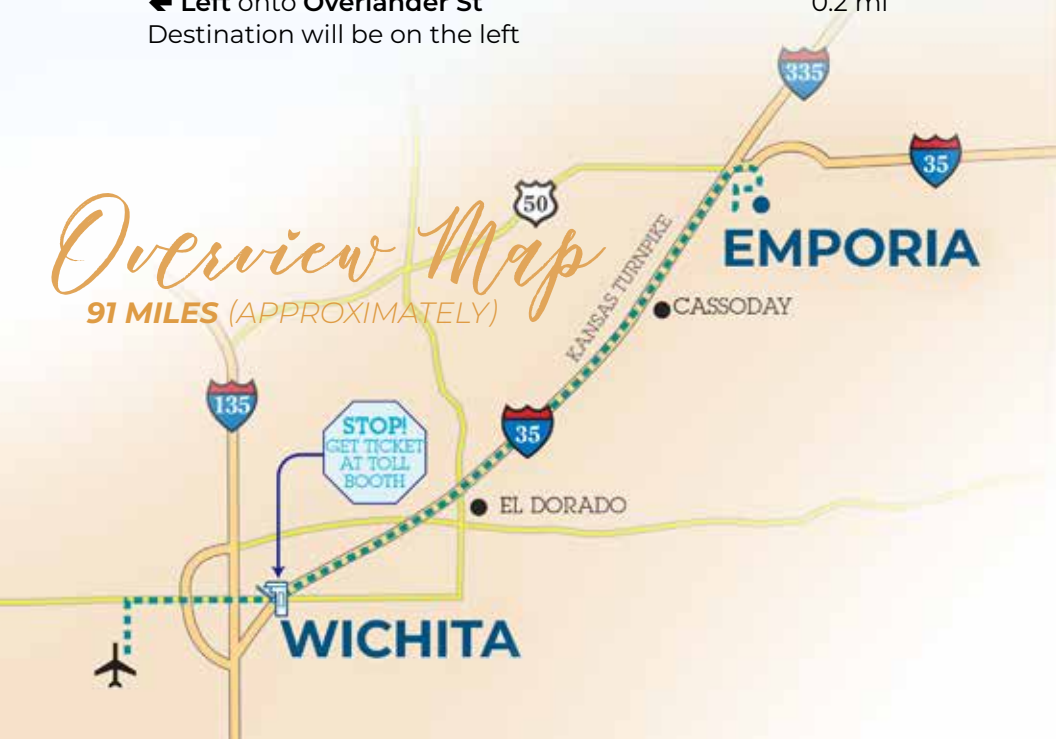 ← Left onto Overlander St 0.2 mi
Destination will be on the left
335
35
50
Overview Map
EMPORIA
91 MILES (APPROXIMATELY)
KANSAS TURNPIKE
CASSODAY
135
STOP!
GET TICKET
AT TOLL
BOOTH
35
EL DORADO
WICHITA